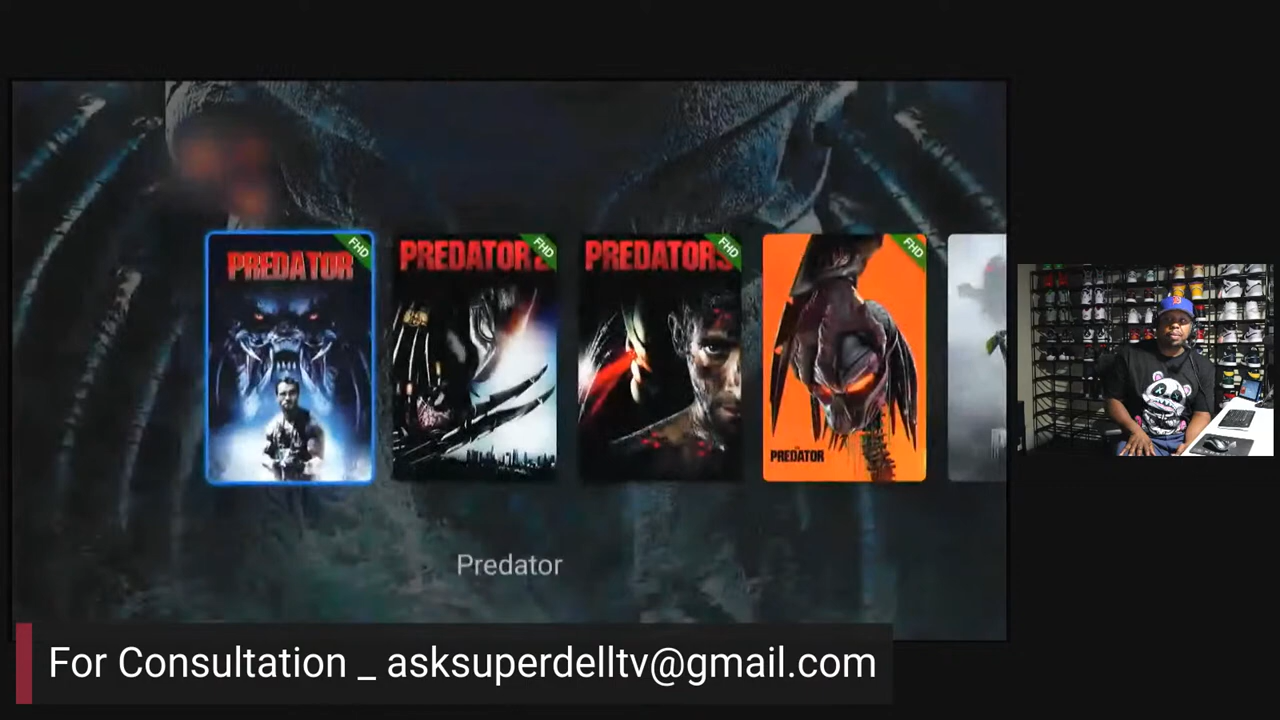 PREDATOR
FHD
PREDATOR 2
FHD
PREDATORS
FHD
PREDATOR
FHD
Predator
For Consultation _ asksuperdelltv@gmail.com